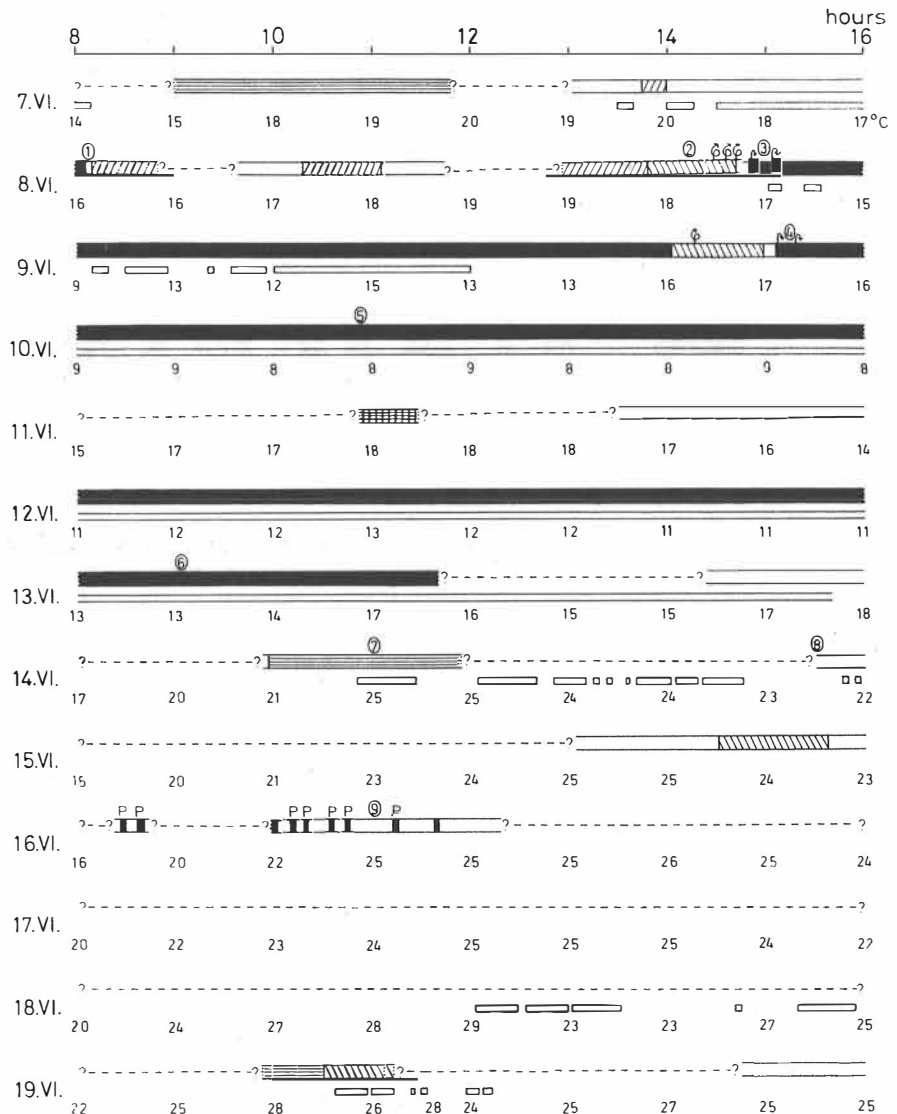 hours
8 10 12 14 16
? ? ? ?
7.VI.
14 15 18 19 20 19 20 18 17°C
① ② φ φ φ ③
? ? ? ?
8.VI.
16 16 17 18 19 19 18 17 15
φ ④
9.VI.
9 13 12 15 13 13 16 17 16
⑤
10.VI.
9 9 8 8 9 8 8 9 8
? ? ? ?
11.VI.
15 17 17 18 18 18 17 16 14
12.VI.
11 12 12 13 12 12 11 11 11
⑥
? ?
13.VI.
13 13 14 17 16 15 15 17 18
⑦ ⑧
? ? ? ?
14.VI.
17 20 21 25 25 24 24 23 22
? ?
15.VI.
15 20 21 23 24 25 25 24 23
P P P P P P ⑨ P
? ? ? ? ? ?
16.VI.
16 20 22 25 25 25 26 25 24
? ?
17.VI.
20 22 23 24 25 25 25 24 22
? ?
18.VI.
20 24 27 28 29 23 23 27 25
? ? ? ?
19.VI.
22 25 28 26 28 24 24 25 27 25